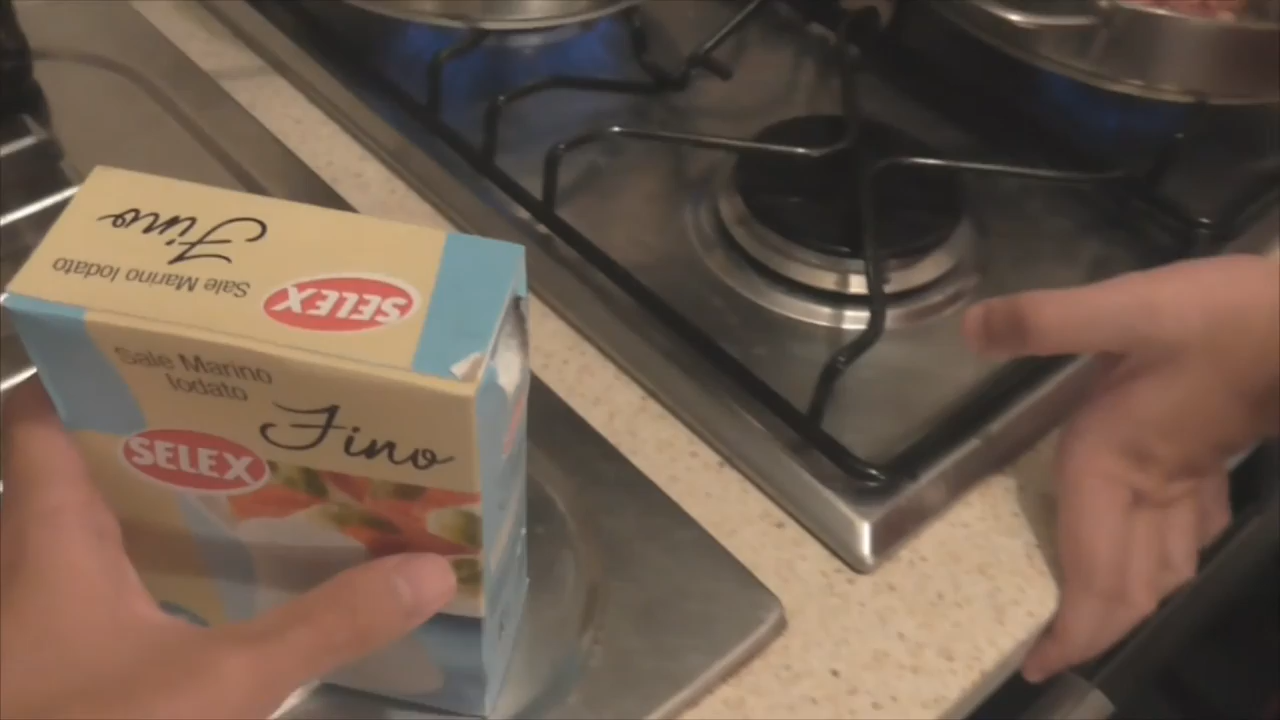 Fino
Sale Marino Iodato
SELEX
Sale Marino
Iodato
Fino
SELEX